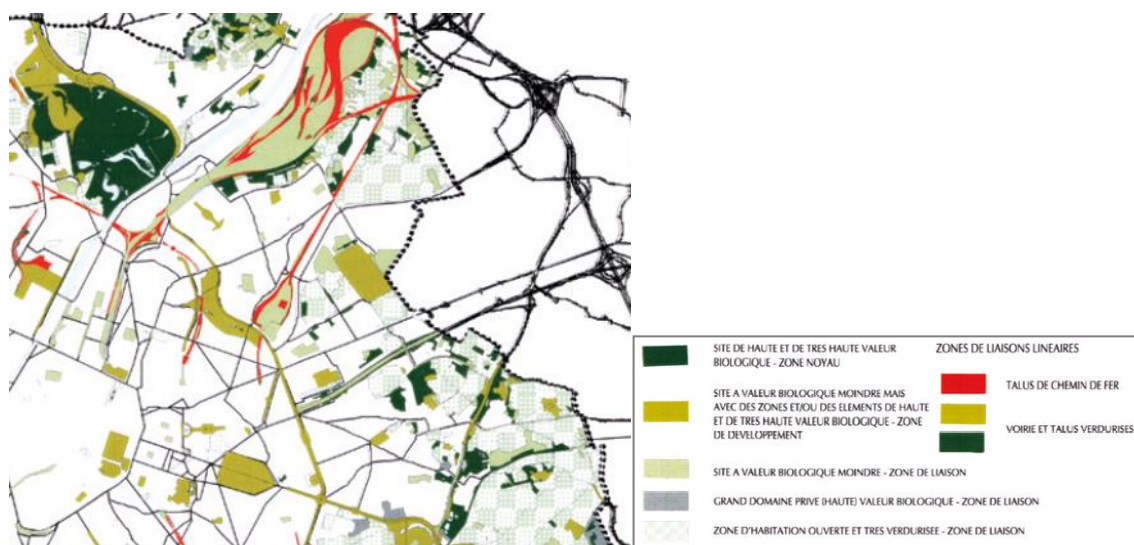 SITE DE HAUTE ET DE TRES HAUTE VALEUR
BIOLOGIQUE - ZONE NOYAU
SITE A VALEUR BIOLOGIQUE MOINDRE MAIS
AVEC DES ZONES ET/OU DES ELEMENTS DE HAUTE
ET DE TRES HAUTE VALEUR BIOLOGIQUE - ZONE
DE DEVELOPPEMENT
SITE A VALEUR BIOLOGIQUE MOINDRE - ZONE DE LIAISON
GRAND DOMAINE PRIVE (HAUTE) VALEUR BIOLOGIQUE - ZONE DE LIAISON
ZONE D'HABITATION OUVERTE ET TRES VERDURISEE - ZONE DE LIAISON
ZONES DE LIAISONS LINEAIRES
TALUS DE CHEMIN DE FER
VOIRIE ET TALUS VERDURISES